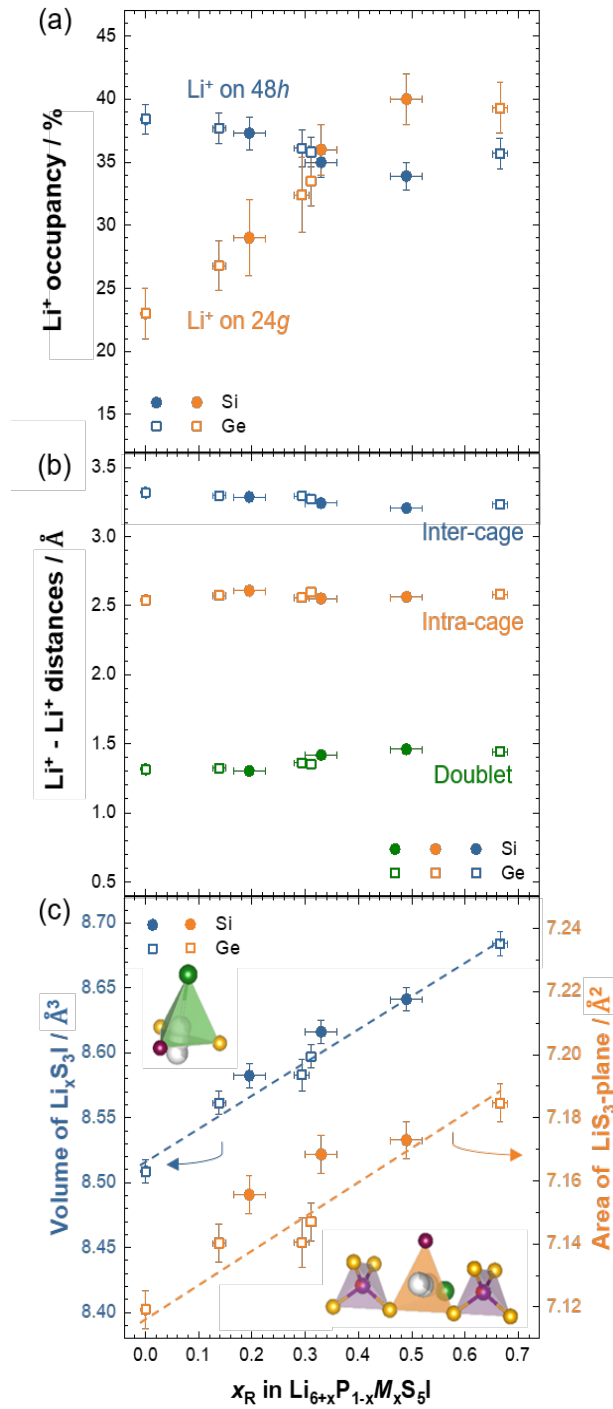 (a)
45
40
35
30
25
20
15
Li⁺ occupancy / %
Li⁺ on 48h
Li⁺ on 24g
Si
Ge
(b)
3.5
3.0
2.5
2.0
1.5
1.0
0.5
Li⁺ - Li⁺ distances / Å
Inter-cage
Intra-cage
Doublet
Si
Ge
(c)
8.70
8.65
8.60
8.55
8.50
8.45
8.40
Volume of LiₓS₃I / Å³
Si
Ge
7.24
7.22
7.20
7.18
7.16
7.14
7.12
Area of LiS₃-plane / Å²
0.0 0.1 0.2 0.3 0.4 0.5 0.6 0.7
x_R in Li₆₊ₓP₁₋ₓMₓS₅I